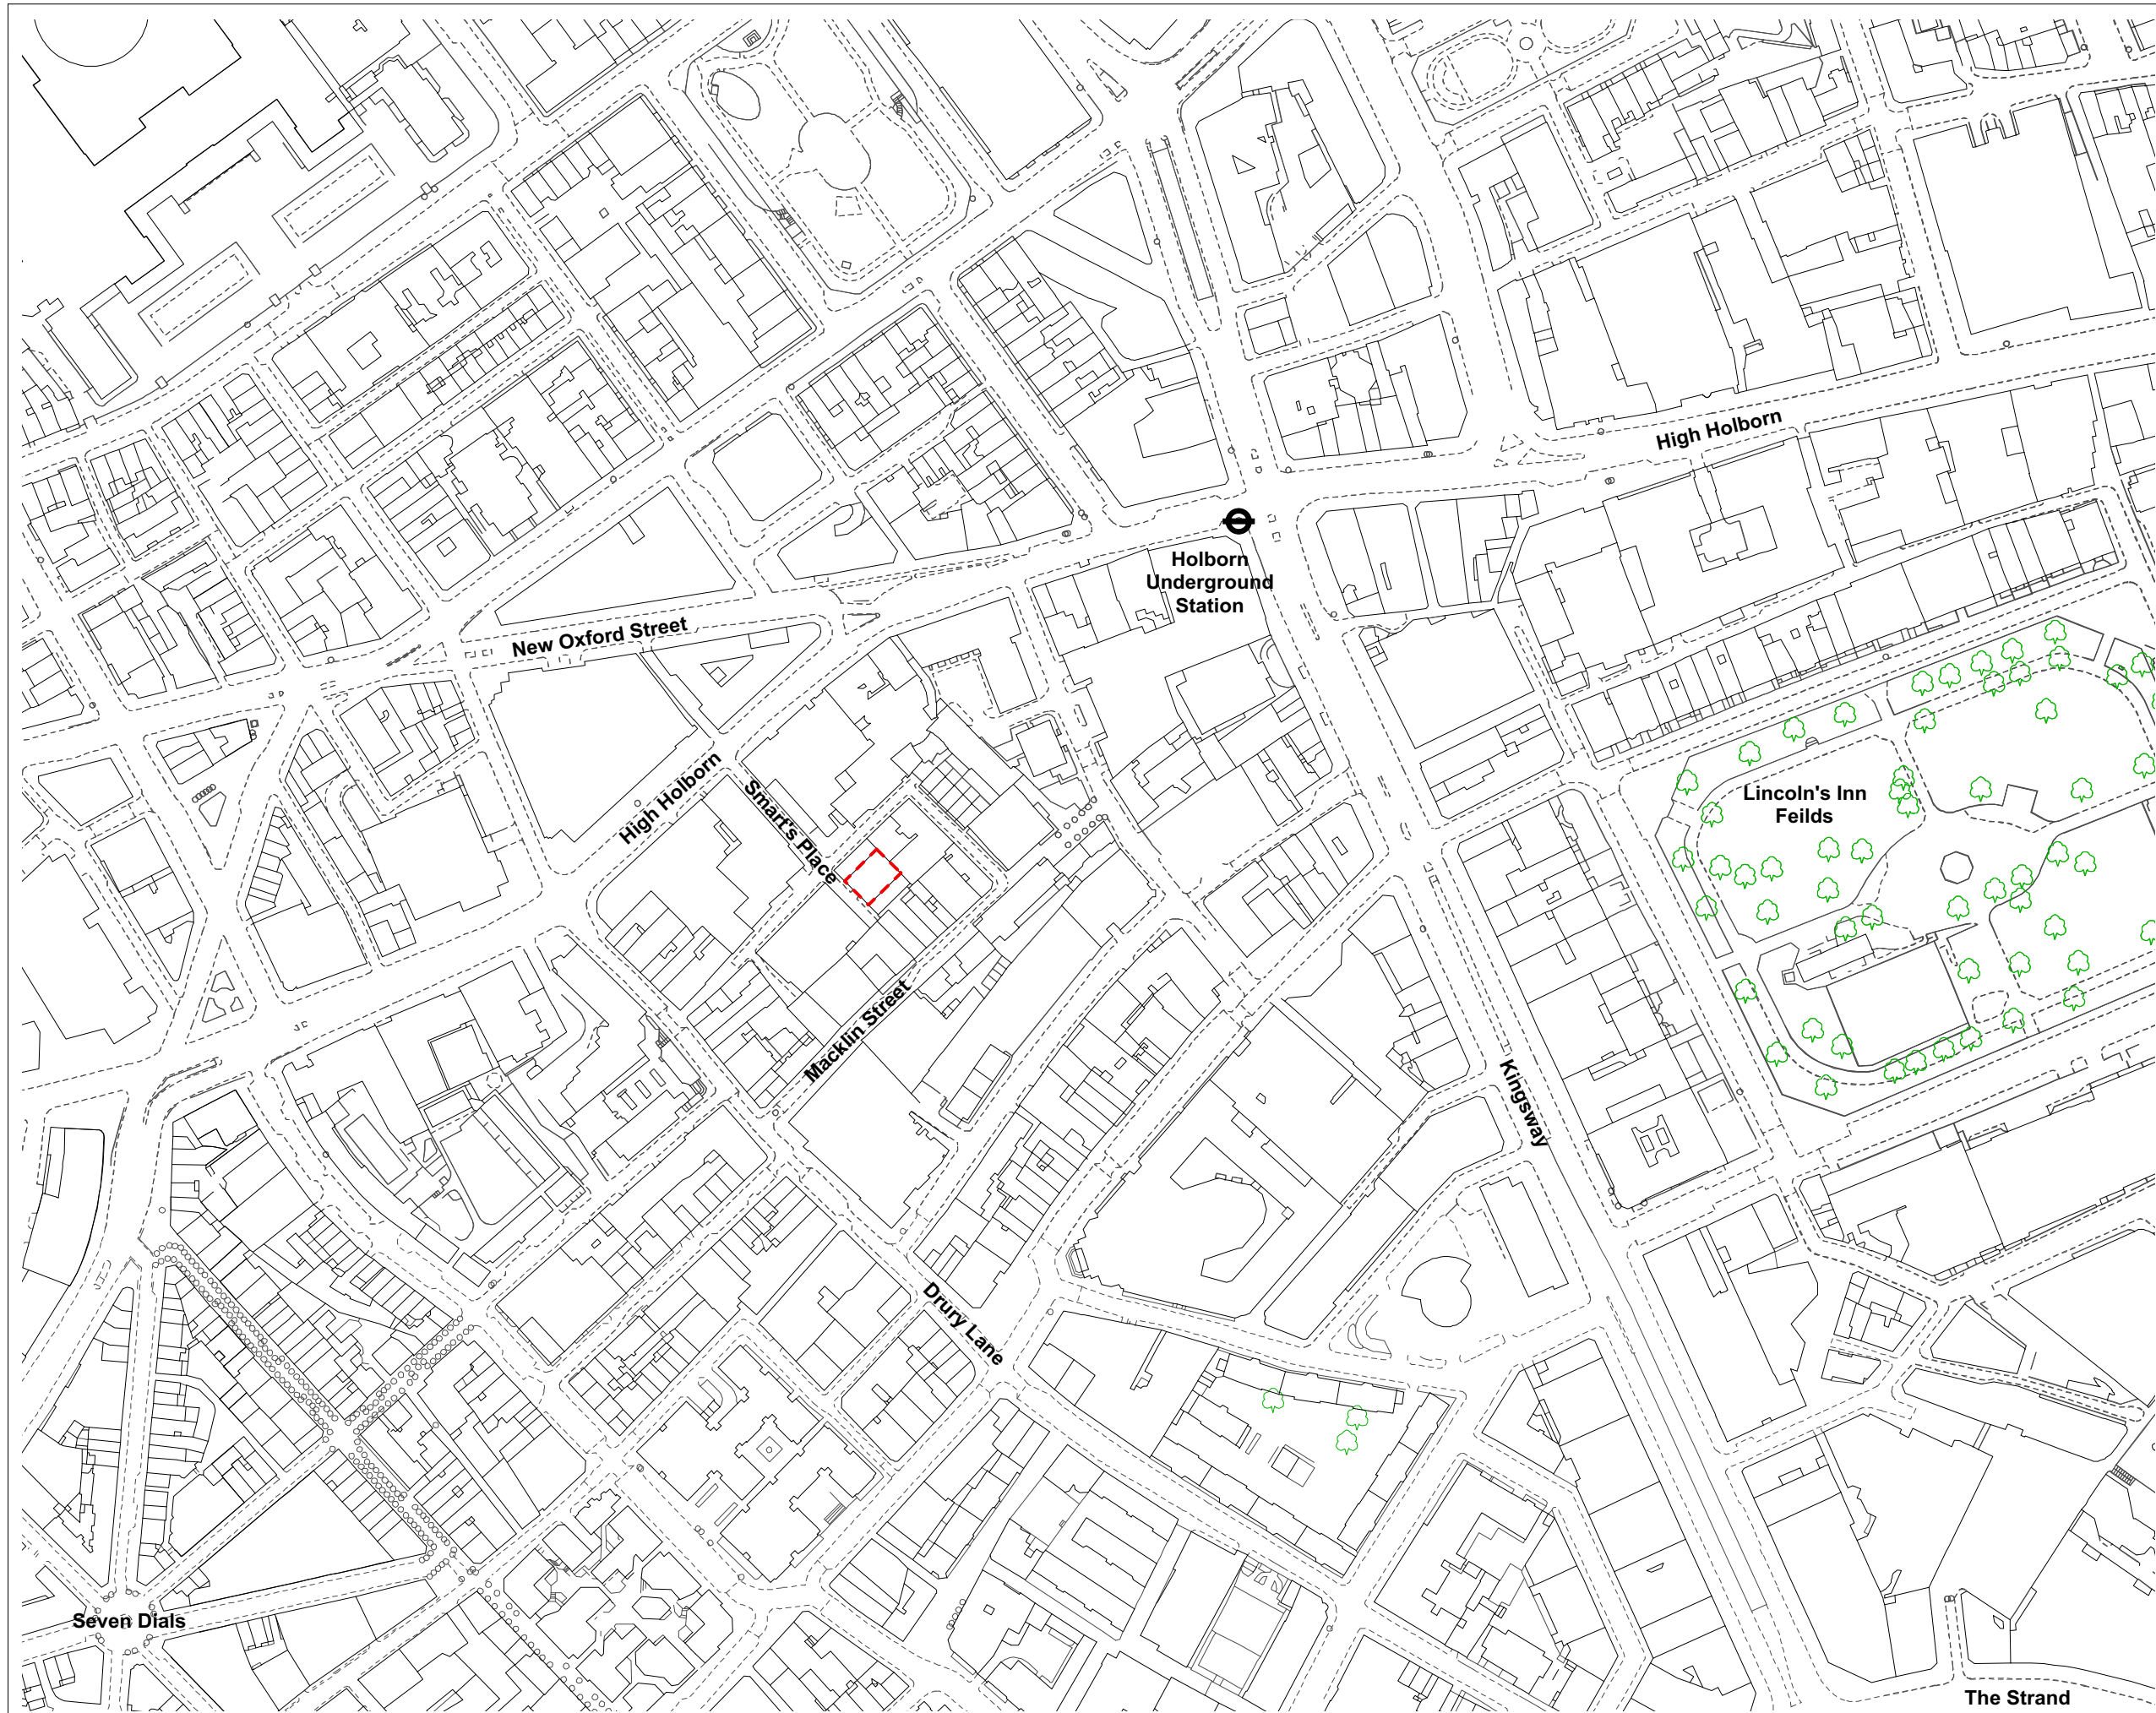 High Holborn
Holborn
Underground
Station
New Oxford Street
High Holborn
Smart's Place
Lincoln's Inn
Feilds
Macklin Street
Kingsway
Drury Lane
Seven Dials
The Strand